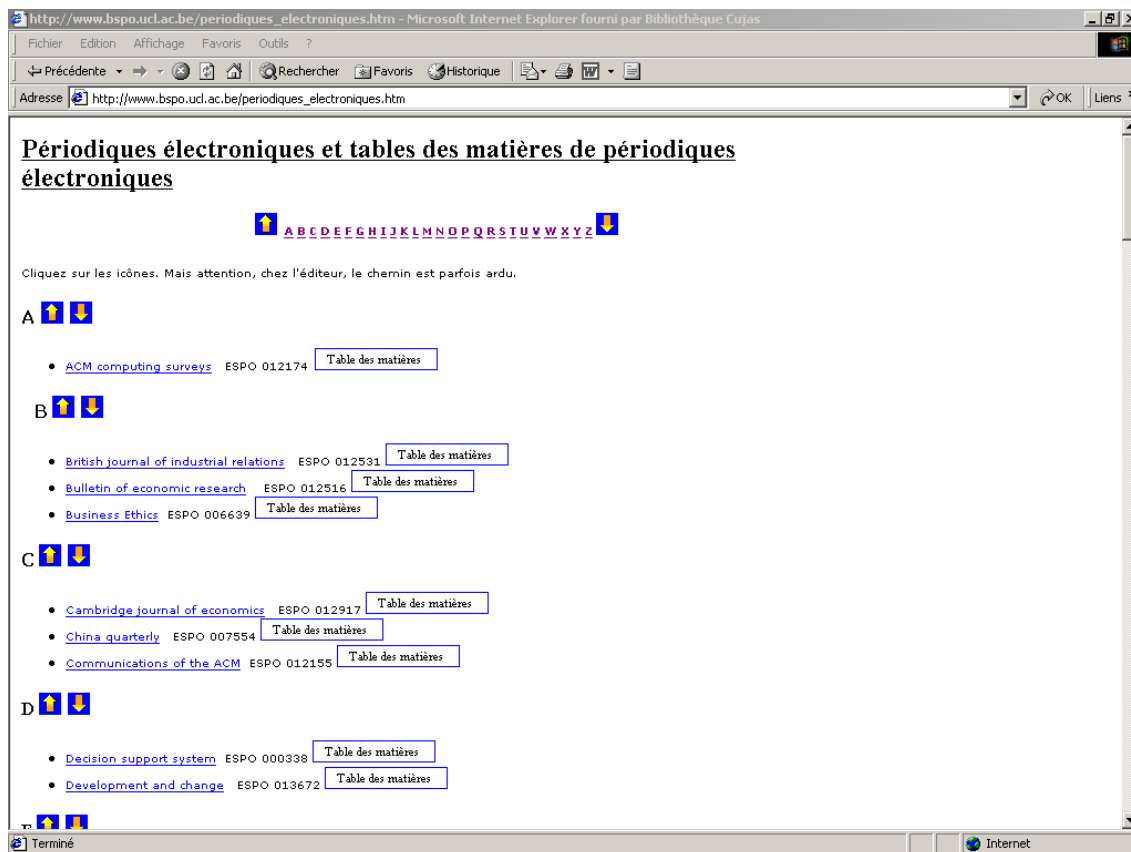 http://www.bspo.ucl.ac.be/periodiques_electroniques.htm - Microsoft Internet Explorer fourni par Bibliothèque Cujas
Fichier Edition Affichage Favoris Outils ?
Précédente Rechercher Favoris Historique
Adresse http://www.bspo.ucl.ac.be/periodiques_electroniques.htm OK Liens
Périodiques électroniques et tables des matières de périodiques
électroniques
A B C D E F G H I J K L M N O P Q R S T U V W X Y Z
Cliquez sur les icônes. Mais attention, chez l'éditeur, le chemin est parfois ardu.
A
ACM computing surveys ESPO 012174 Table des matières
B
British journal of industrial relations ESPO 012531 Table des matières
Bulletin of economic research ESPO 012516 Table des matières
Business Ethics ESPO 006639 Table des matières
C
Cambridge journal of economics ESPO 012917 Table des matières
China quarterly ESPO 007554 Table des matières
Communications of the ACM ESPO 012155 Table des matières
D
Decision support system ESPO 000338 Table des matières
Development and change ESPO 013672 Table des matières
Terminé Internet